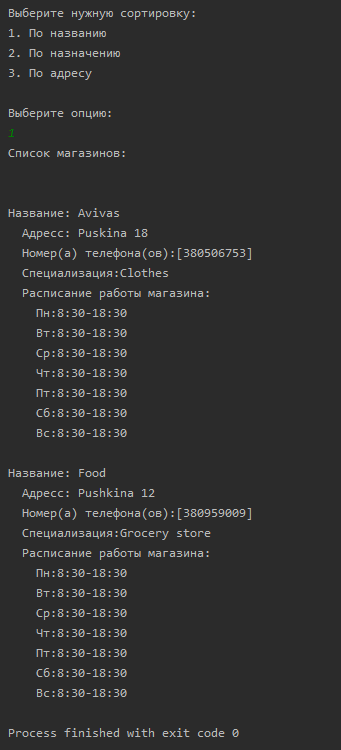 Выберите нужную сортировку:
1. По названию
2. По назначению
3. По адресу
Выберите опцию:
1
Список магазинов:
Название: Avivas
Адресс: Puskina 18
Номер(а) телефона(ов):[380506753]
Специализация:Clothes
Расписание работы магазина:
Пн:8:30-18:30
Вт:8:30-18:30
Ср:8:30-18:30
Чт:8:30-18:30
Пт:8:30-18:30
Сб:8:30-18:30
Вс:8:30-18:30
Название: Food
Адресс: Pushkina 12
Номер(а) телефона(ов):[380959009]
Специализация:Grocery store
Расписание работы магазина:
Пн:8:30-18:30
Вт:8:30-18:30
Ср:8:30-18:30
Чт:8:30-18:30
Пт:8:30-18:30
Сб:8:30-18:30
Вс:8:30-18:30
Process finished with exit code 0